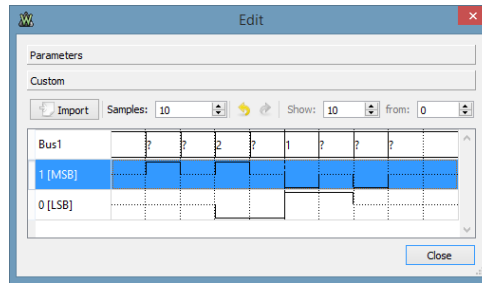 Edit
Parameters
Custom
Import Samples: 10 Show: 10 from: 0
Bus1 ? ? 2 ? 1 ? ? ?
1 [MSB]
0 [LSB]
Close